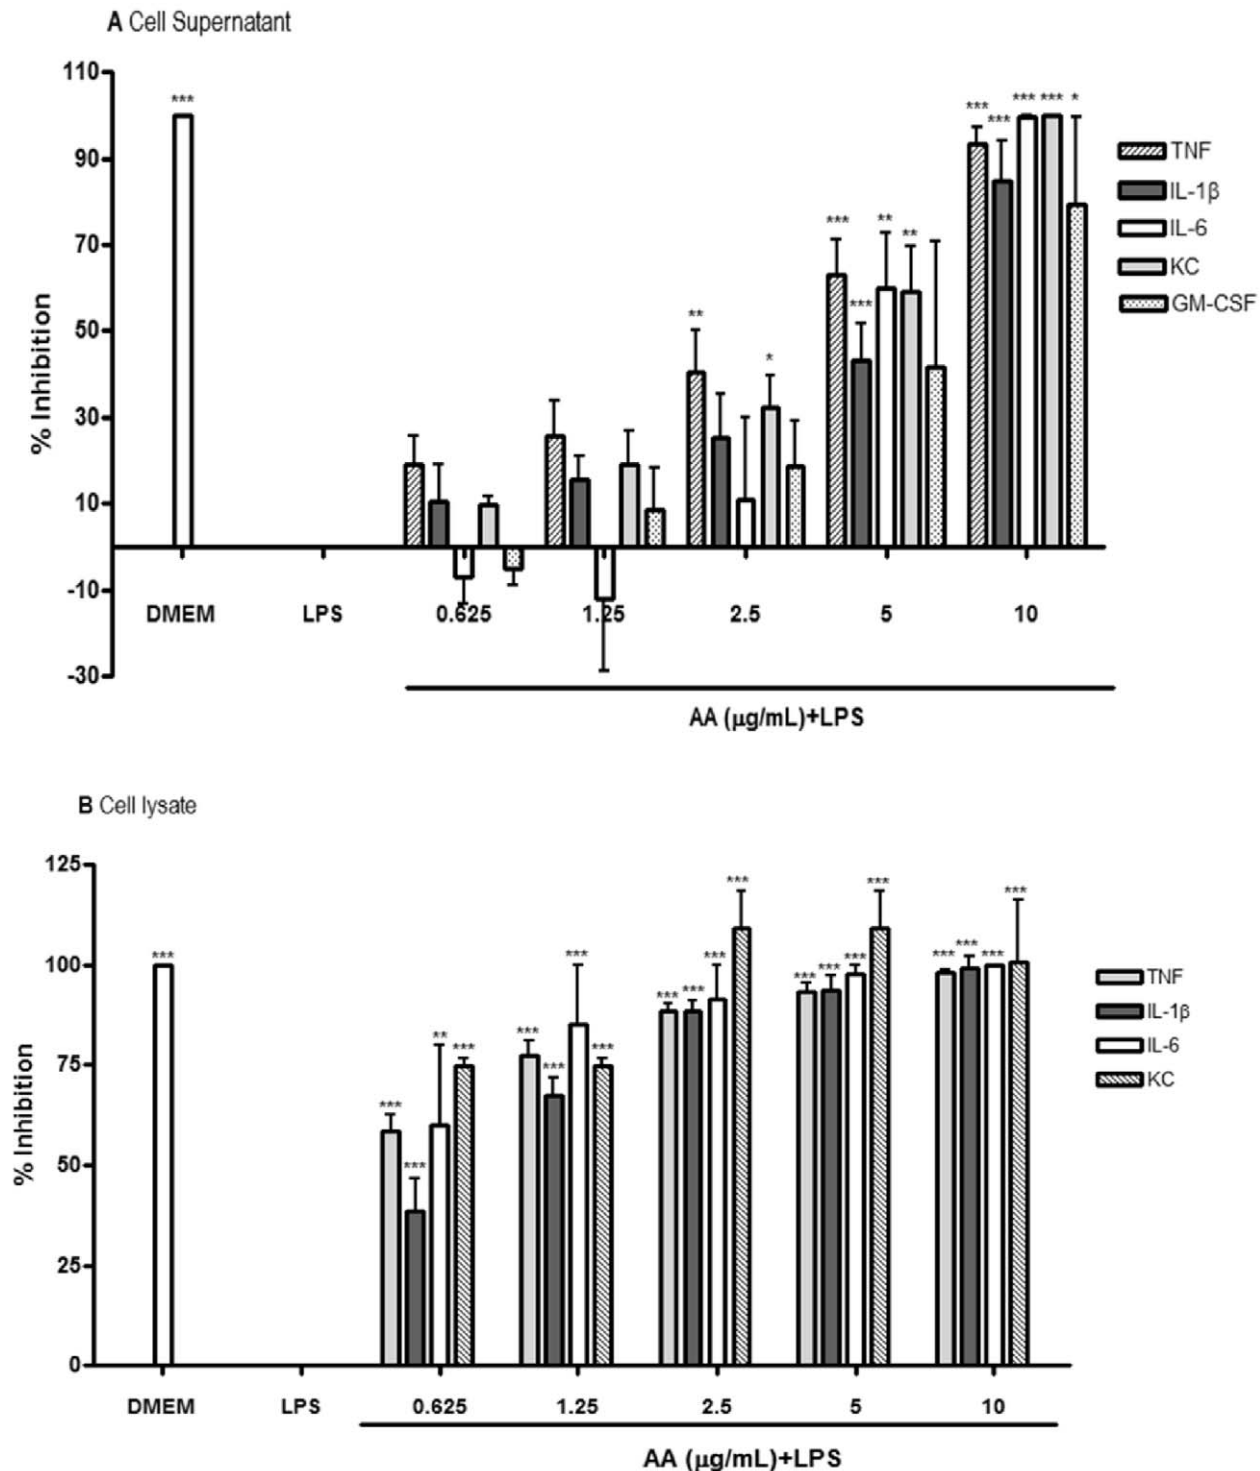 A Cell Supernatant
110
90
70
50
30
10
-10
-30
% Inhibition
***
** *
*** *** ** ** 
*** *** *** *** *
TNF
IL-1β
IL-6
KC
GM-CSF
DMEM LPS 0.625 1.25 2.5 5 10
AA (μg/mL)+LPS
B Cell lysate
125
100
75
50
25
0
% Inhibition
***
*** *** ** ***
*** *** *** ***
*** *** *** ***
*** *** *** ***
*** *** *** ***
TNF
IL-1β
IL-6
KC
DMEM LPS 0.625 1.25 2.5 5 10
AA (μg/mL)+LPS